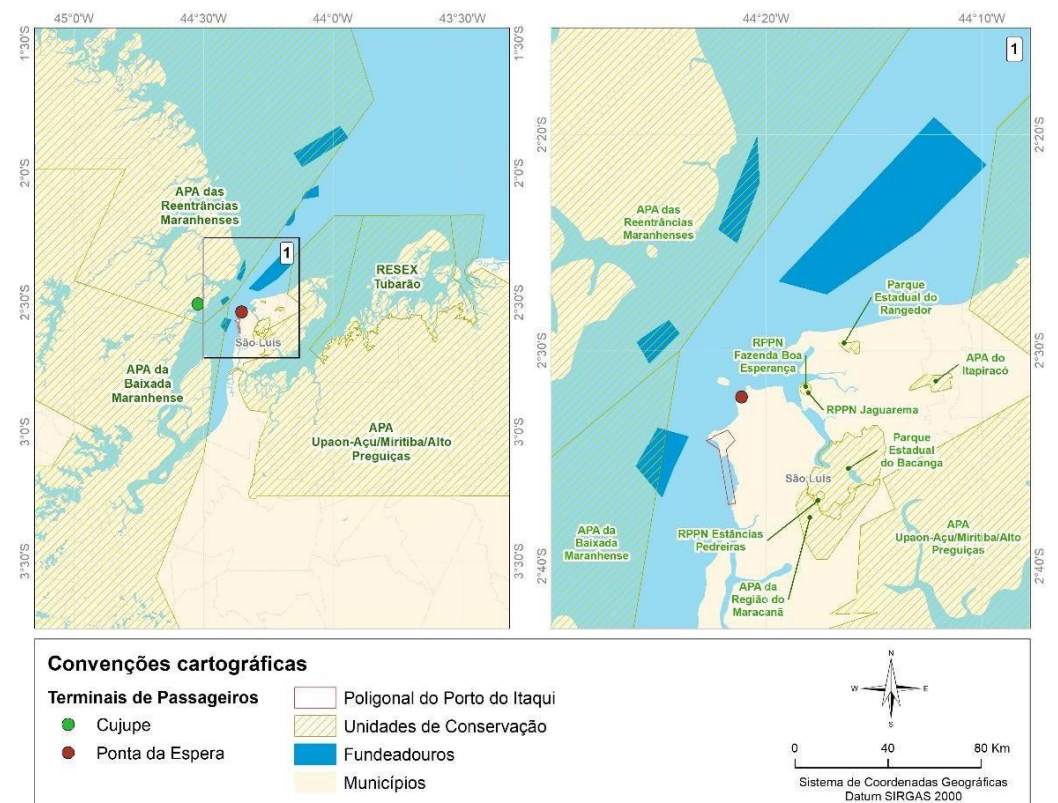 45°0'W
44°30'W
44°0'W
43°30'W
1°30'S
2°0'S
2°30'S
3°0'S
3°30'S
1°30'S
2°0'S
2°30'S
3°0'S
3°30'S
APA das
Reentrâncias
Maranhenses
1
RESEX
Tubarão
São Luís
APA da
Baixada
Maranhense
APA
Upaon-Açu/Miritiba/Alto
Preguiças
44°20'W
44°10'W
2°20'S
2°30'S
2°40'S
2°20'S
2°30'S
2°40'S
1
APA das
Reentrâncias
Maranhenses
Parque
Estadual do
Rangedor
RPPN
Fazenda Boa
Esperança
APA do
Itapiracó
RPPN Jaguarema
Parque
Estadual
do Bacanga
São Luís
RPPN Estâncias
Pedreiras
APA da
Baixada
Maranhense
APA
Upaon-Açu/Miritiba/Alto
Preguiças
APA da
Região do
Maracanã
Convenções cartográficas
Terminais de Passageiros
Cujupe
Ponta da Espera
Poligonal do Porto do Itaqui
Unidades de Conservação
Fundeadouros
Municípios
N
W
E
S
0 40 80 Km
Sistema de Coordenadas Geográficas
Datum SIRGAS 2000